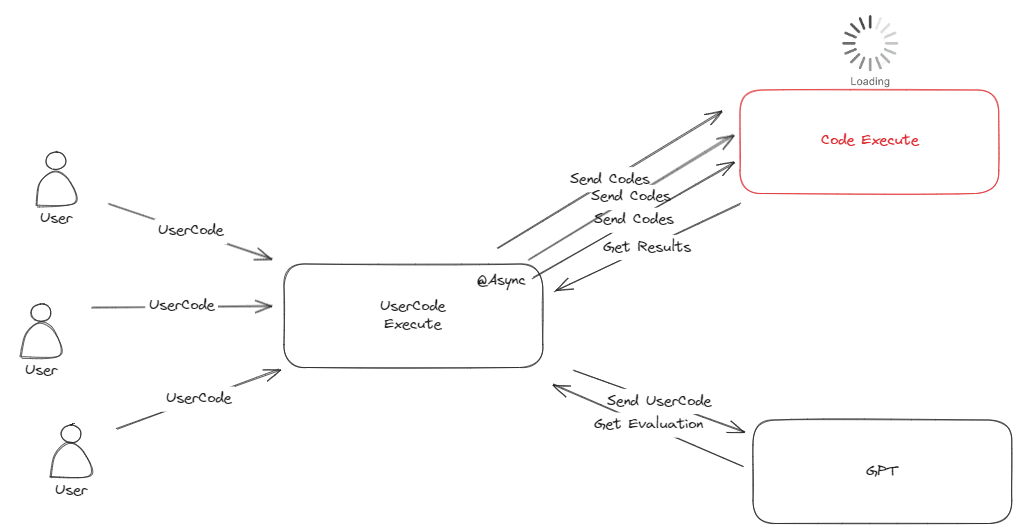 Loading
Code Execute
Send Codes
Send Codes
Send Codes
Get Results
User
UserCode
@Async
UserCode
Execute
UserCode
User
UserCode
User
Send UserCode
Get Evaluation
GPT